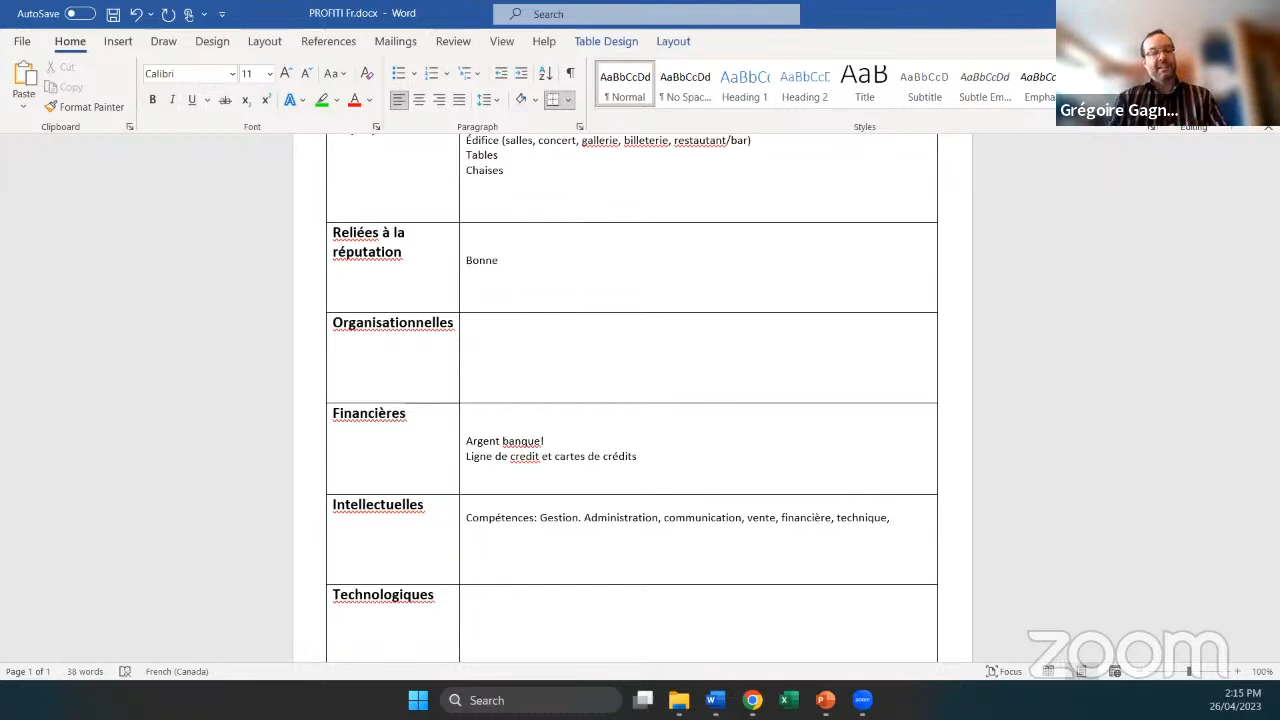 AutoSave
PROFITI Fr.docx - Word
Search
File Home Insert Draw Design Layout References Mailings Review View Help Table Design Layout
Paste
Cut
Copy
Format Painter
Calibri 11
AaBbCcDd AaBbCcDd AaBbCc AaBbCcE AaB AaBbCcD AaBbCcDd AaBbCcDd
¶ Normal ¶ No Spac... Heading 1 Heading 2 Title Subtitle Subtle Em... Empha
Clipboard Font Paragraph Styles Editing
Grégoire Gagn...
Édifice (salles, concert, gallerie, billeterie, restautant/bar)
Tables
Chaises
Reliées à la
réputation
Bonne
Organisationnelles
Financières
Argent banque!
Ligne de credit et cartes de crédits
Intellectuelles
Compétences: Gestion. Administration, communication, vente, financière, technique,
Technologiques
zoom
Page 1 of 1 38 words French (Canada) Focus 100%
Search
zoom
2:15 PM
26/04/2023